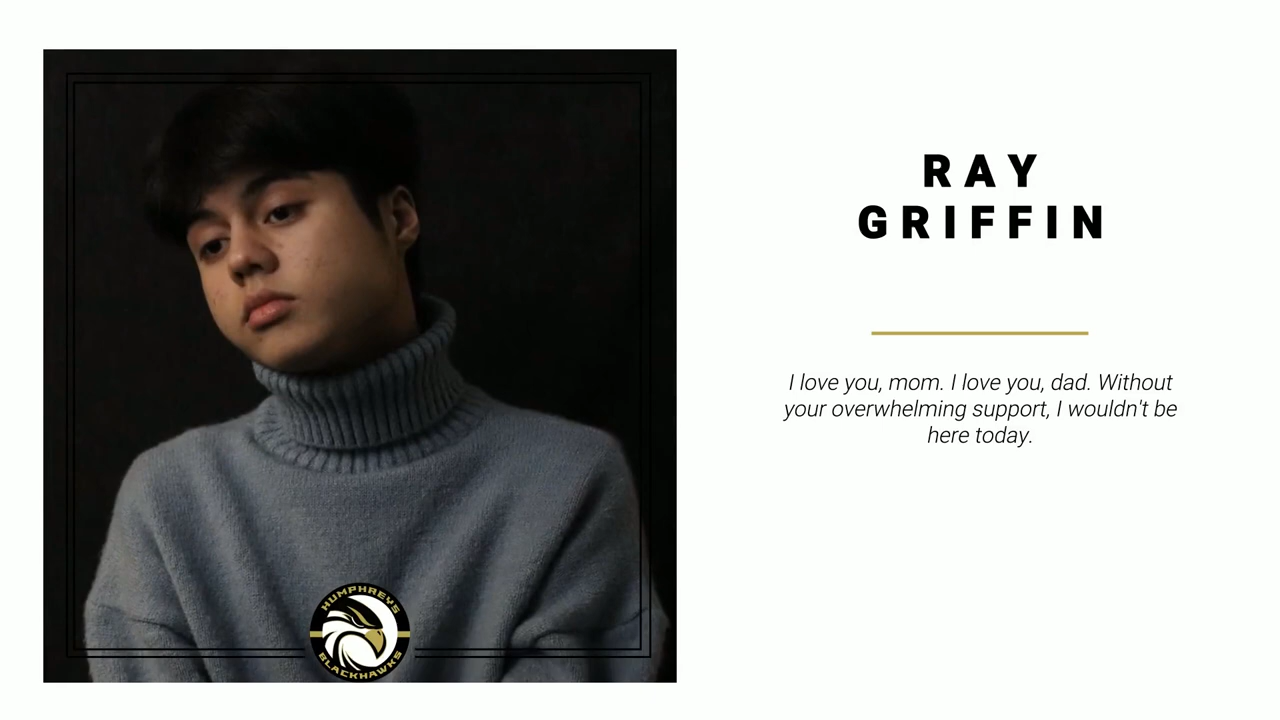 RAY
GRIFFIN
I love you, mom. I love you, dad. Without
your overwhelming support, I wouldn't be
here today.
HUMPHREYS
BLACKHAWKS